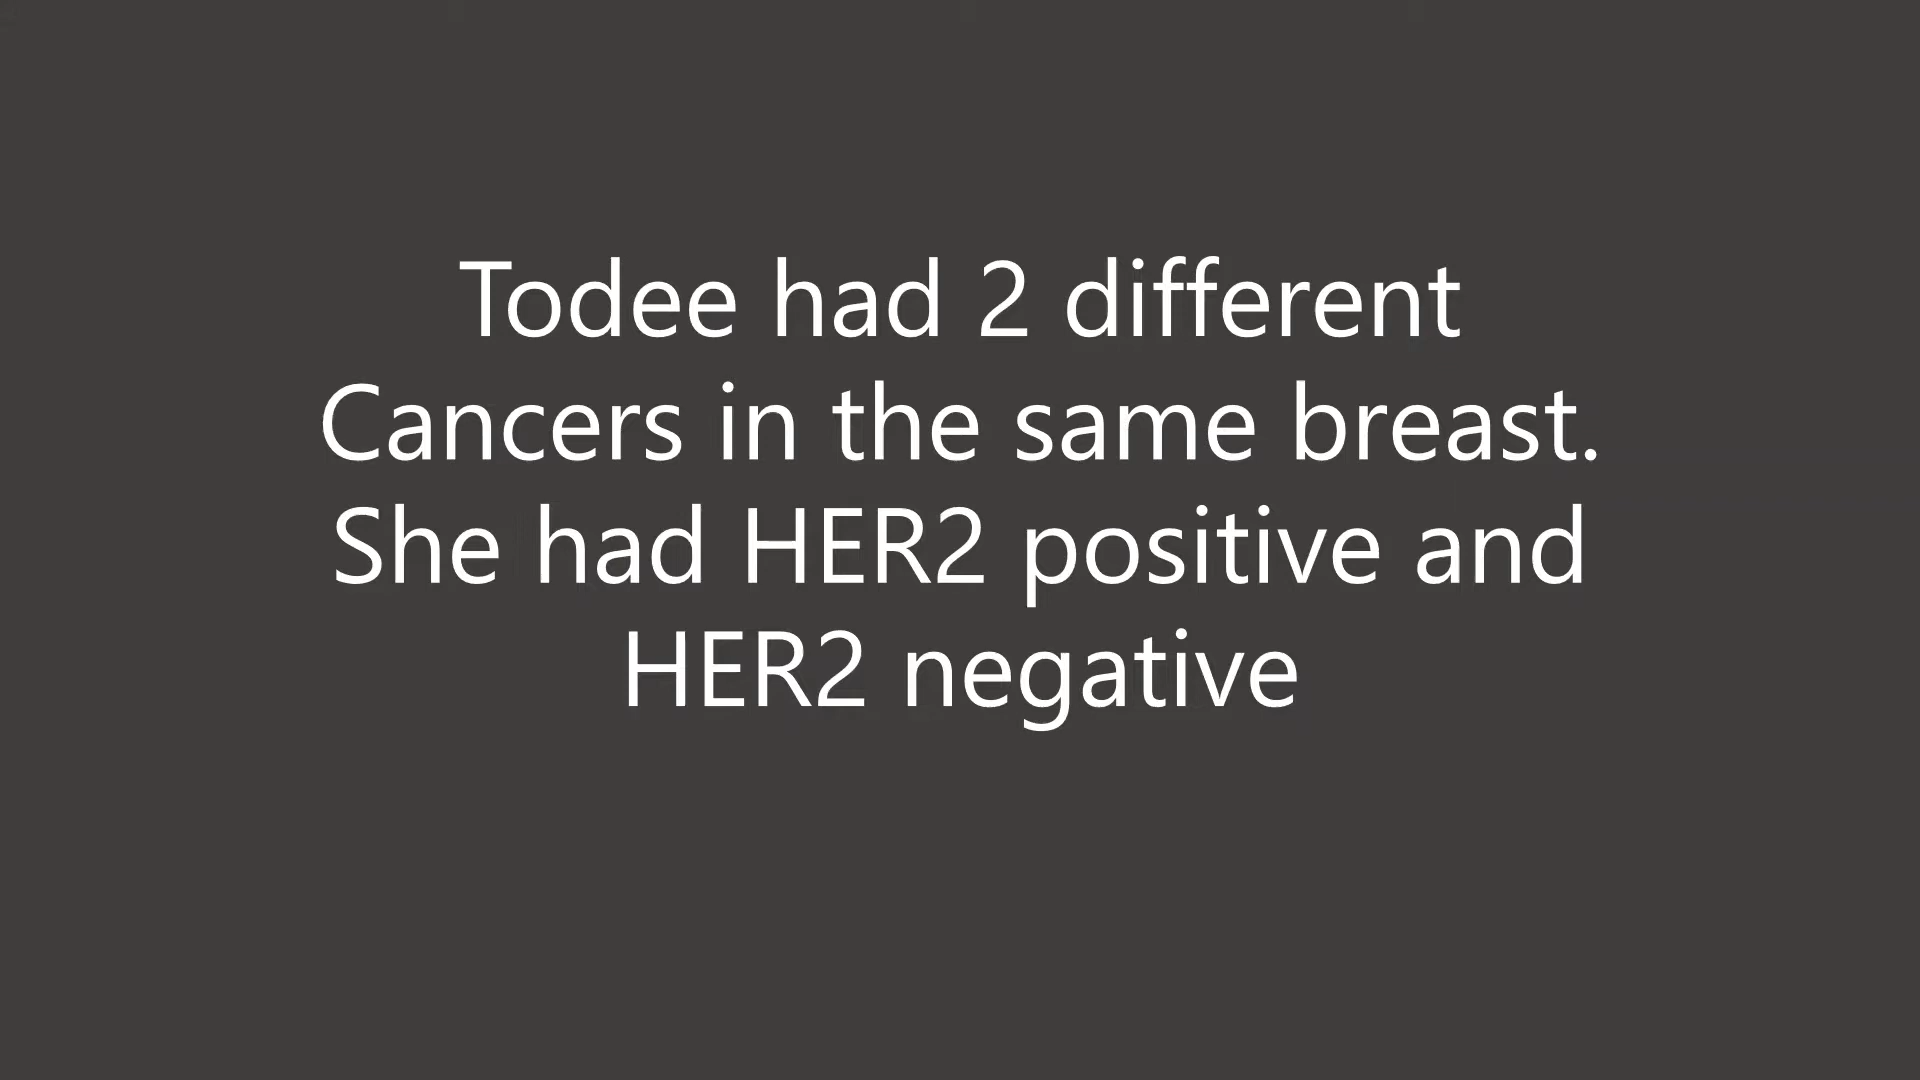 Todee had 2 different
Cancers in the same breast.
She had HER2 positive and
HER2 negative